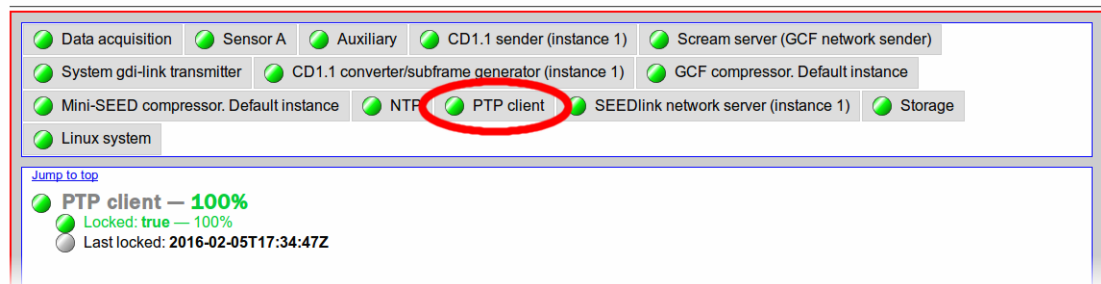 Data acquisition Sensor A Auxiliary CD1.1 sender (instance 1) Scream server (GCF network sender)
System gdi-link transmitter CD1.1 converter/subframe generator (instance 1) GCF compressor. Default instance
Mini-SEED compressor. Default instance NTP PTP client SEEDlink network server (instance 1) Storage
Linux system
Jump to top
PTP client — 100%
Locked: true — 100%
Last locked: 2016-02-05T17:34:47Z